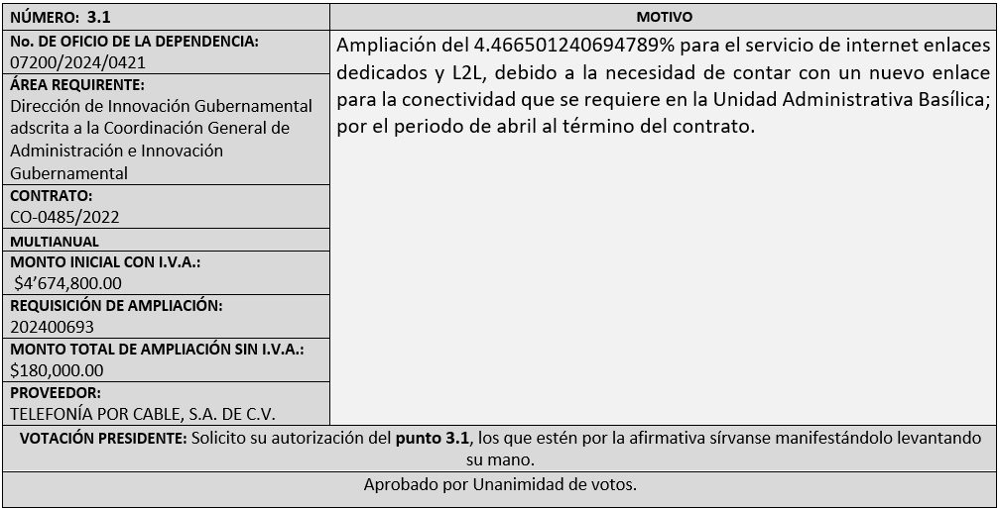 NÚMERO: 3.1
MOTIVO
No. DE OFICIO DE LA DEPENDENCIA:
07200/2024/0421
ÁREA REQUIRENTE:
Dirección de Innovación Gubernamental
adscrita a la Coordinación General de
Administración e Innovación
Gubernamental
CONTRATO:
CO-0485/2022
MULTIANUAL
MONTO INICIAL CON I.V.A.:
$4’674,800.00
REQUISICIÓN DE AMPLIACIÓN:
202400693
MONTO TOTAL DE AMPLIACIÓN SIN I.V.A.:
$180,000.00
PROVEEDOR:
TELEFONÍA POR CABLE, S.A. DE C.V.
Ampliación del 4.466501240694789% para el servicio de internet enlaces
dedicados y L2L, debido a la necesidad de contar con un nuevo enlace
para la conectividad que se requiere en la Unidad Administrativa Basílica;
por el periodo de abril al término del contrato.
VOTACIÓN PRESIDENTE: Solicito su autorización del punto 3.1, los que estén por la afirmativa sírvanse manifestándolo levantando
su mano.
Aprobado por Unanimidad de votos.